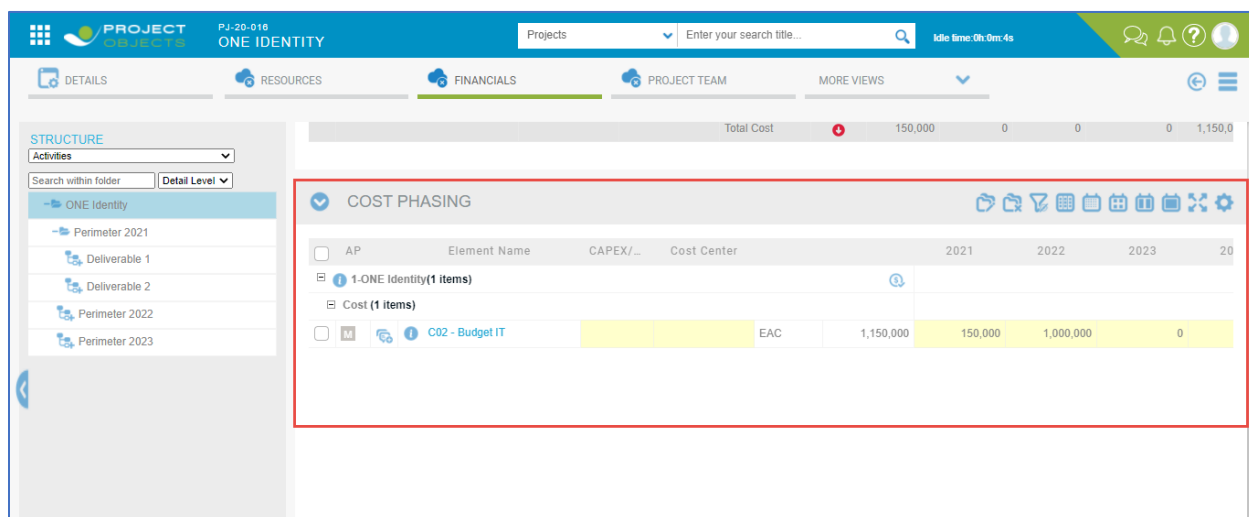 PROJECT OBJECTS
PJ-20-016
ONE IDENTITY
Projects
Enter your search title...
Idle time:0h:0m:4s
DETAILS RESOURCES FINANCIALS PROJECT TEAM MORE VIEWS
STRUCTURE
Activities
Search within folder Detail Level
ONE Identity
Perimeter 2021
Deliverable 1
Deliverable 2
Perimeter 2022
Perimeter 2023
Total Cost 150,000 0 0 0 1,150,0
COST PHASING
AP Element Name CAPEX/... Cost Center 2021 2022 2023 20
1-ONE Identity(1 items)
Cost (1 items)
M C02 - Budget IT EAC 1,150,000 150,000 1,000,000 0